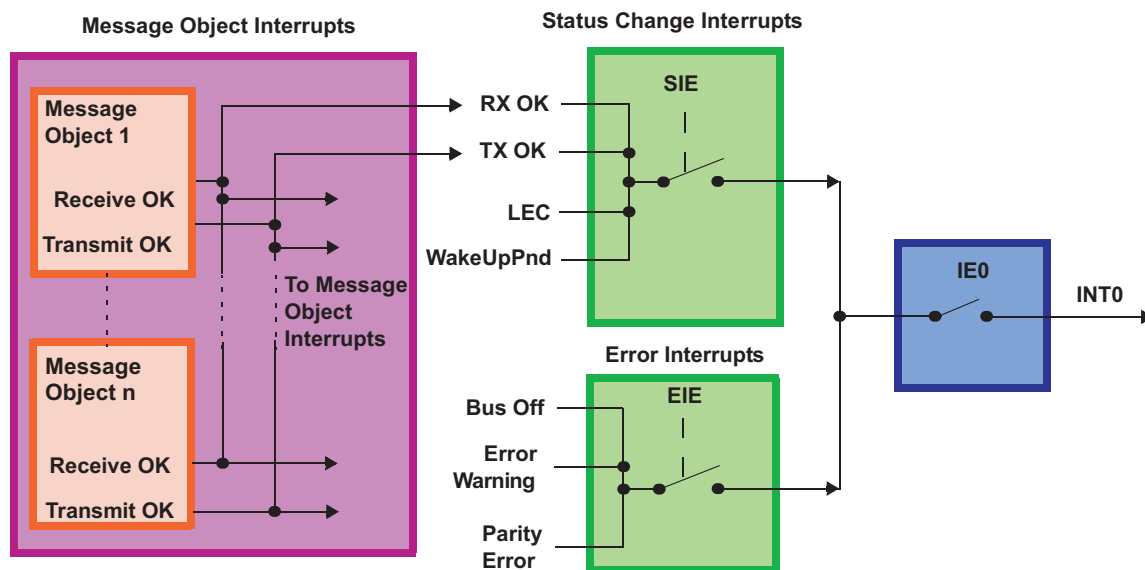 Message Object Interrupts
Message
Object 1
Receive OK
Transmit OK
To Message
Object
Interrupts
Message
Object n
Receive OK
Transmit OK
Status Change Interrupts
SIE
RX OK
TX OK
LEC
WakeUpPnd
Error Interrupts
EIE
Bus Off
Error
Warning
Parity
Error
IE0
INT0